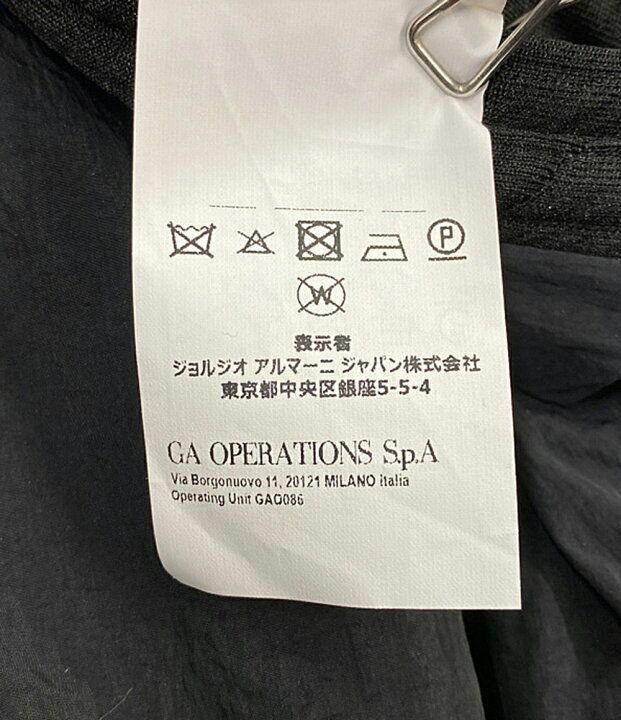 P
W
表示者
ジョルジオ アルマーニ ジャパン株式会社
東京都中央区銀座5-5-4
GA OPERATIONS S.p.A
Via Borgonuovo 11, 20121 MILANO Italia
Operating Unit GAO086